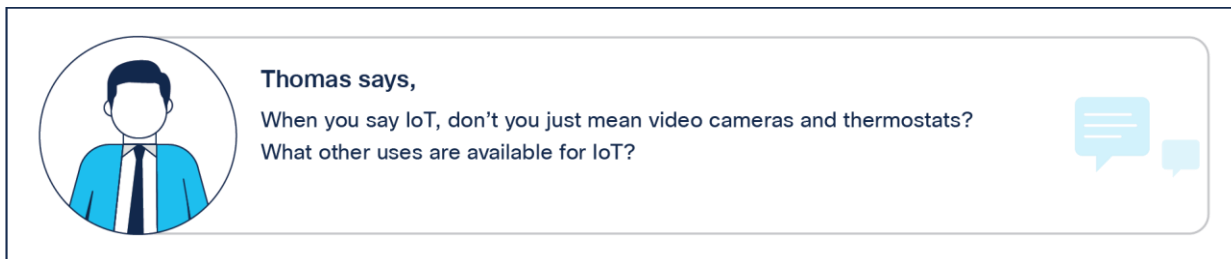 Thomas says,
When you say IoT, don’t you just mean video cameras and thermostats?
What other uses are available for IoT?